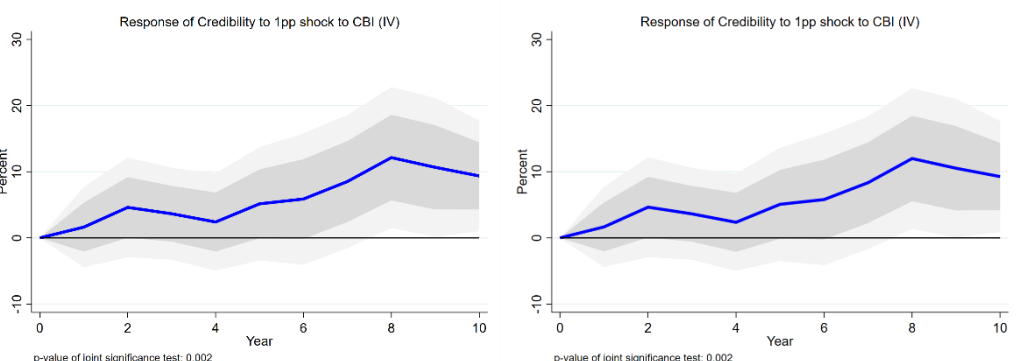 Response of Credibility to 1pp shock to CBI (IV)
30
20
10
0
-10
Percent
0 2 4 6 8 10
Year
p-value of joint significance test: 0.002
Response of Credibility to 1pp shock to CBI (IV)
30
20
10
0
-10
Percent
0 2 4 6 8 10
Year
p-value of joint significance test: 0.002